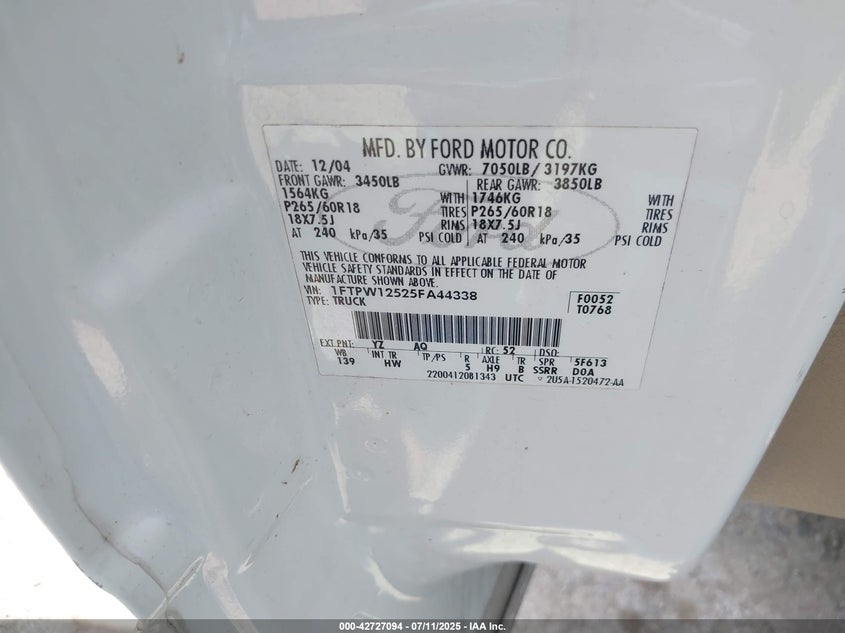 MFD. BY FORD MOTOR CO.
DATE: 12/04 GVWR: 7050LB/ 3197KG
FRONT GAWR: 3450LB REAR GAWR: 3850LB
1564KG WITH 1746KG WITH
P265/60R18 TIRES P265/60R18 TIRES
18X7.5J RIMS 18X7.5J RIMS
AT 240 kPa/35 PSI COLD AT 240 kPa/35 PSI COLD
Ford
THIS VEHICLE CONFORMS TO ALL APPLICABLE FEDERAL MOTOR
VEHICLE SAFETY STANDARDS IN EFFECT ON THE DATE OF
MANUFACTURE SHOWN ABOVE.
VIN: 1FTPW12525FA44338 F0052
TYPE: TRUCK T0768
EXT PNT: YZ AQ RC: 52 DSO:
WB INT TR TP/PS R AXLE TR SPR 5F613
139 HW 5 H9 B SSRR DOA
22004120B1343 UTC 2U5A-1520472-AA
000-42727094 - 07/11/2025 - IAA Inc.